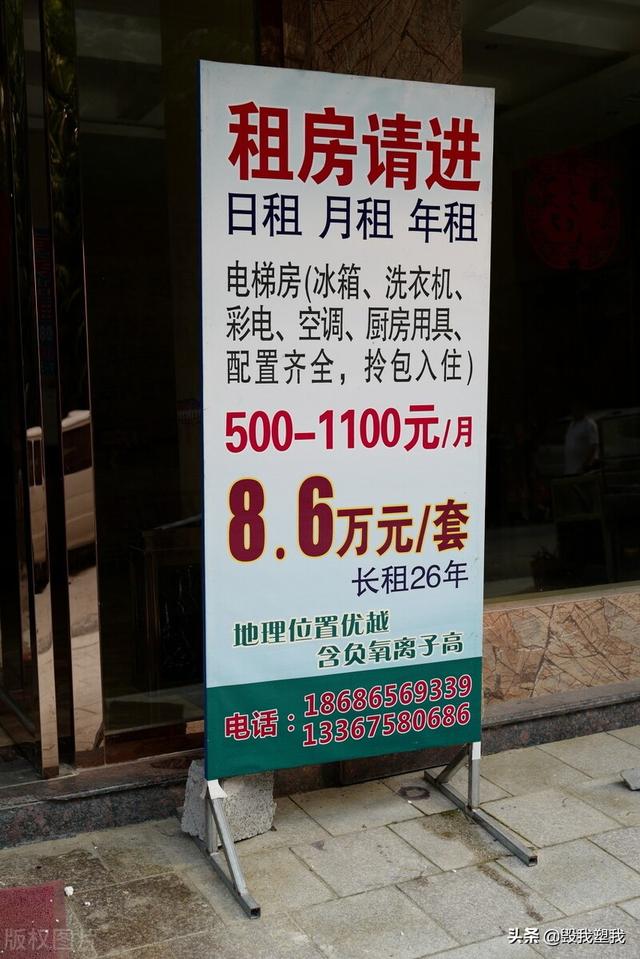 租房请进
日租 月租 年租
电梯房(冰箱、洗衣机、
彩电、空调、厨房用具、
配置齐全，拎包入住)
500-1100元/月
8.6万元/套
长租26年
地理位置优越
含负氧离子高
电话：18686569339
13367580686
版权图片
头条 @毁我塑我